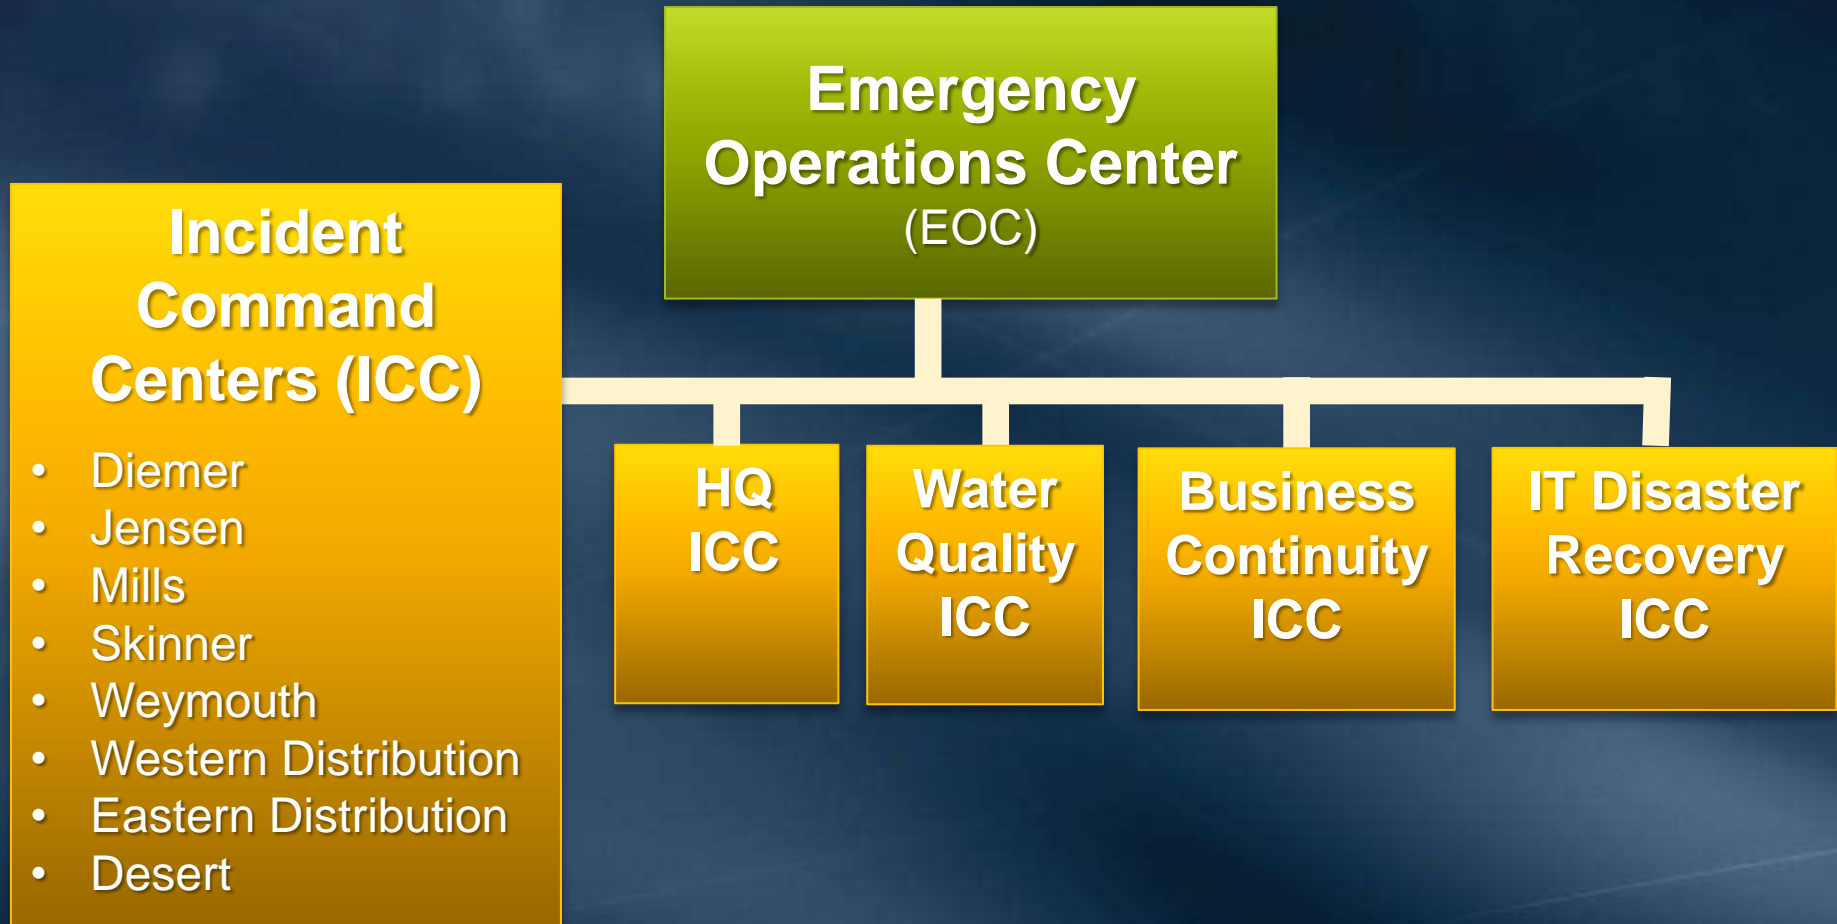 Emergency
Operations Center
(EOC)
Incident
Command
Centers (ICC)
• Diemer
• Jensen
• Mills
• Skinner
• Weymouth
• Western Distribution
• Eastern Distribution
• Desert
HQ
ICC
Water
Quality
ICC
Business
Continuity
ICC
IT Disaster
Recovery
ICC